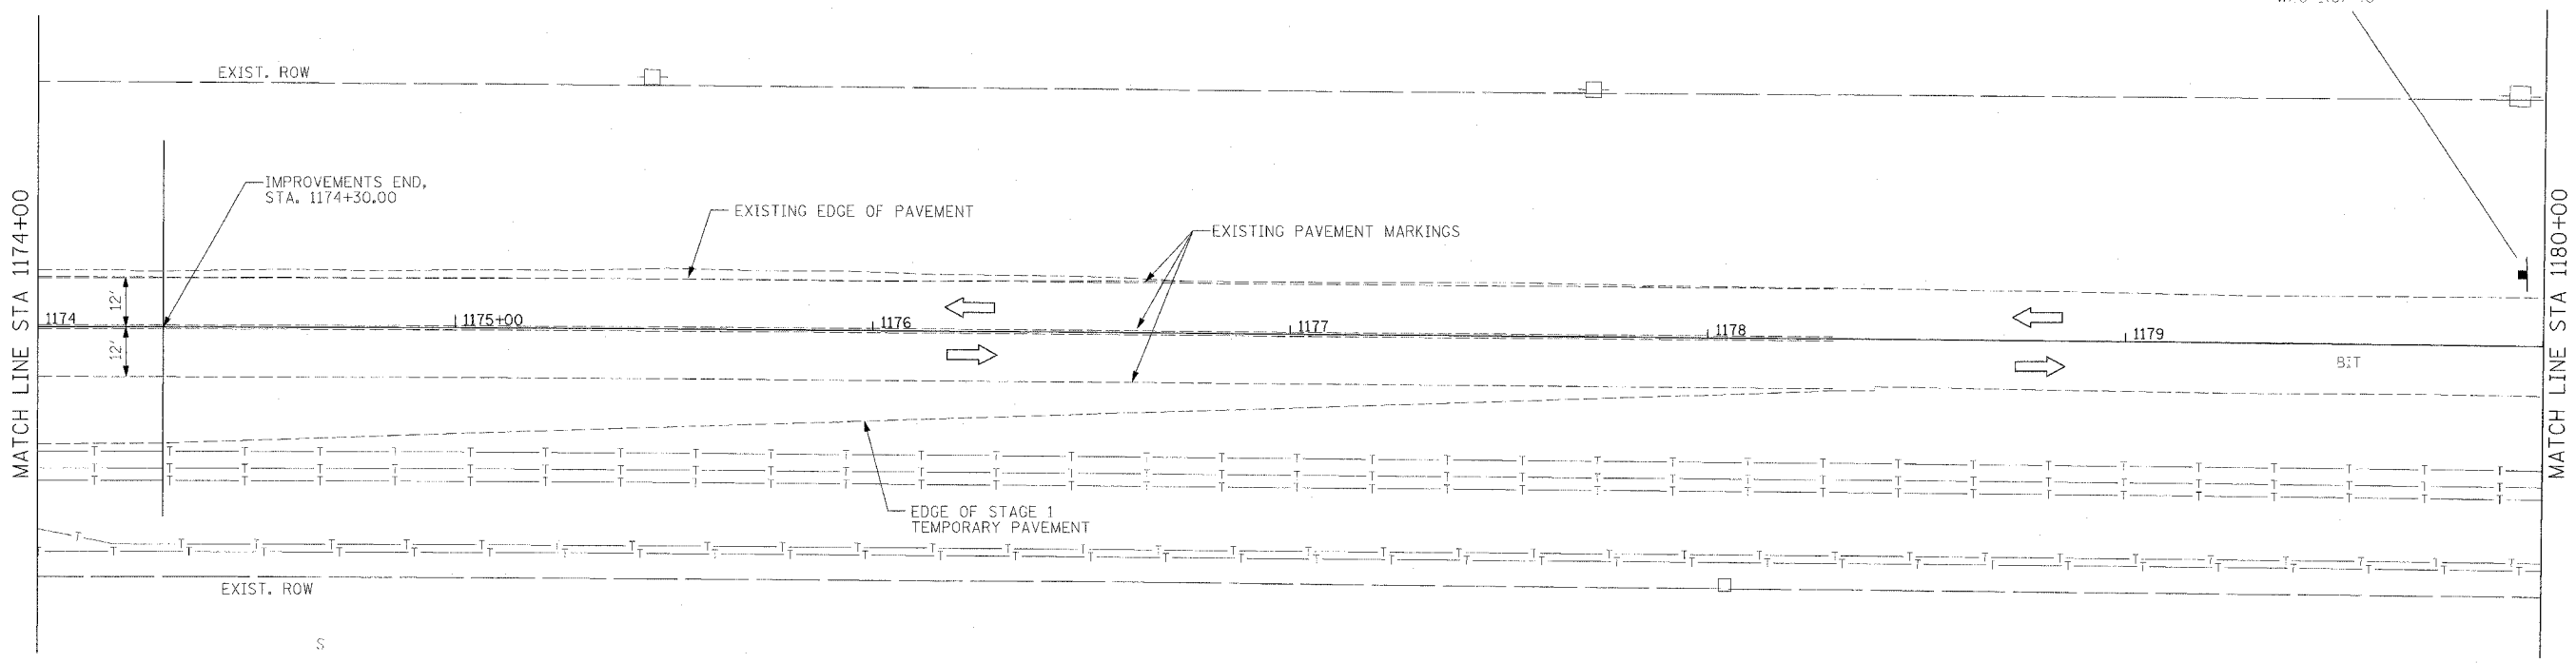 EXIST. ROW
IMPROVEMENTS END,
STA. 1174+30.00
EXISTING EDGE OF PAVEMENT
EXISTING PAVEMENT MARKINGS
MATCH LINE STA 1174+00
MATCH LINE STA 1180+00
12'
12'
1174
1175+00
1176
1177
1178
1179
BIT
EDGE OF STAGE 1
TEMPORARY PAVEMENT
EXIST. ROW
S